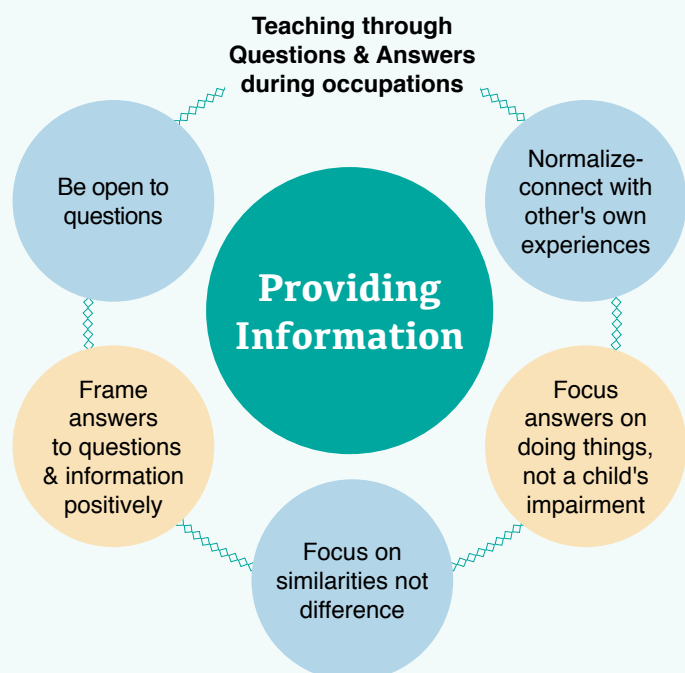 Teaching through
Questions & Answers
during occupations
Be open to
questions
Normalize-
connect with
other's own
experiences
Providing
Information
Frame
answers
to questions
& information
positively
Focus
answers on
doing things,
not a child's
impairment
Focus on
similarities not
difference